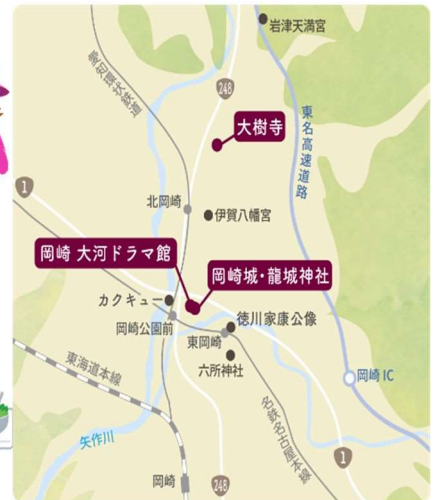 岩津天満宮
248
愛知環状鉄道
大樹寺
東名高速道路
1
北岡崎
伊賀八幡宮
岡崎 大河ドラマ館
岡崎城・龍城神社
カクキュー
徳川家康公像
岡崎公園前
東岡崎
六所神社
東海道本線
岡崎 IC
名鉄名古屋本線
矢作川
1
岡崎
248